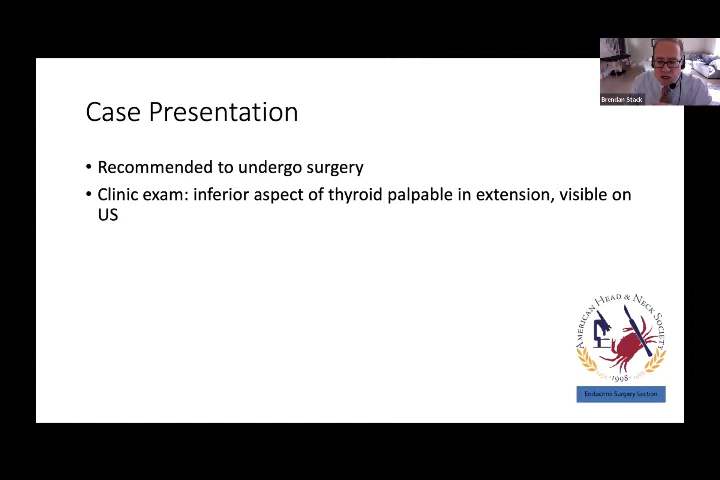 Brendan Stack
Case Presentation
• Recommended to undergo surgery
• Clinic exam: inferior aspect of thyroid palpable in extension, visible on
US
AMERICAN HEAD & NECK SOCIETY
1998
Endocrine Surgery Section